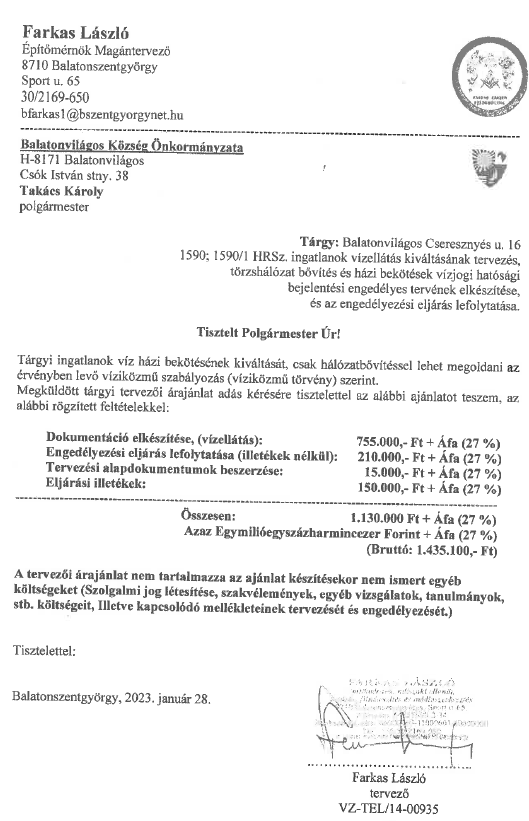 Farkas László
Építőmérnök Magántervező
8710 Balatonszentgyörgy
Sport u. 65
30/2169-650
bfarkas1@bszentgyorgynet.hu
Balatonvilágos Község Önkormányzata
H-8171 Balatonvilágos
Csók István stny. 38
Takács Károly
polgármester
Tárgy: Balatonvilágos Cseresznyés u. 16
1590; 1590/1 HRSz. ingatlanok vízellátás kiváltásának tervezés,
törzshálózat bővítés és házi bekötések vízjogi hatósági
bejelentési engedélyes tervének elkészítése,
és az engedélyezési eljárás lefolytatása.
Tisztelt Polgármester Úr!
Tárgyi ingatlanok víz házi bekötésének kiváltását, csak hálózatbővítéssel lehet megoldani az
érvényben levő víziközmű szabályozás (víziközmű törvény) szerint.
Megküldött tárgyi tervezői árajánlat adás kérésére tisztelettel az alábbi ajánlatot teszem, az
alábbi rögzített feltételekkel:
Dokumentáció elkészítése, (vízellátás): 755.000,- Ft + Áfa (27 %)
Engedélyezési eljárás lefolytatása (illetékek nélkül): 210.000,- Ft + Áfa (27 %)
Tervezési alapdokumentumok beszerzése: 15.000,- Ft + Áfa (27 %)
Eljárási illetékek: 150.000,- Ft + Áfa (27 %)
Összesen: 1.130.000 Ft + Áfa (27 %)
Azaz Egymilióegyszázharmincezer Forint + Áfa (27 %)
(Bruttó: 1.435.100,- Ft)
A tervezői árajánlat nem tartalmazza az ajánlat készítésekor nem ismert egyéb
költségeket (Szolgalmi jog létesítése, szakvélemények, egyéb vizsgálatok, tanulmányok,
stb. költségeit, Illetve kapcsolódó mellékleteinek tervezését és engedélyezését.)
Tisztelettel:
Balatonszentgyörgy, 2023. január 28.
FARKAS LÁSZLÓ
Farkas László
tervező
VZ-TEL/14-00935